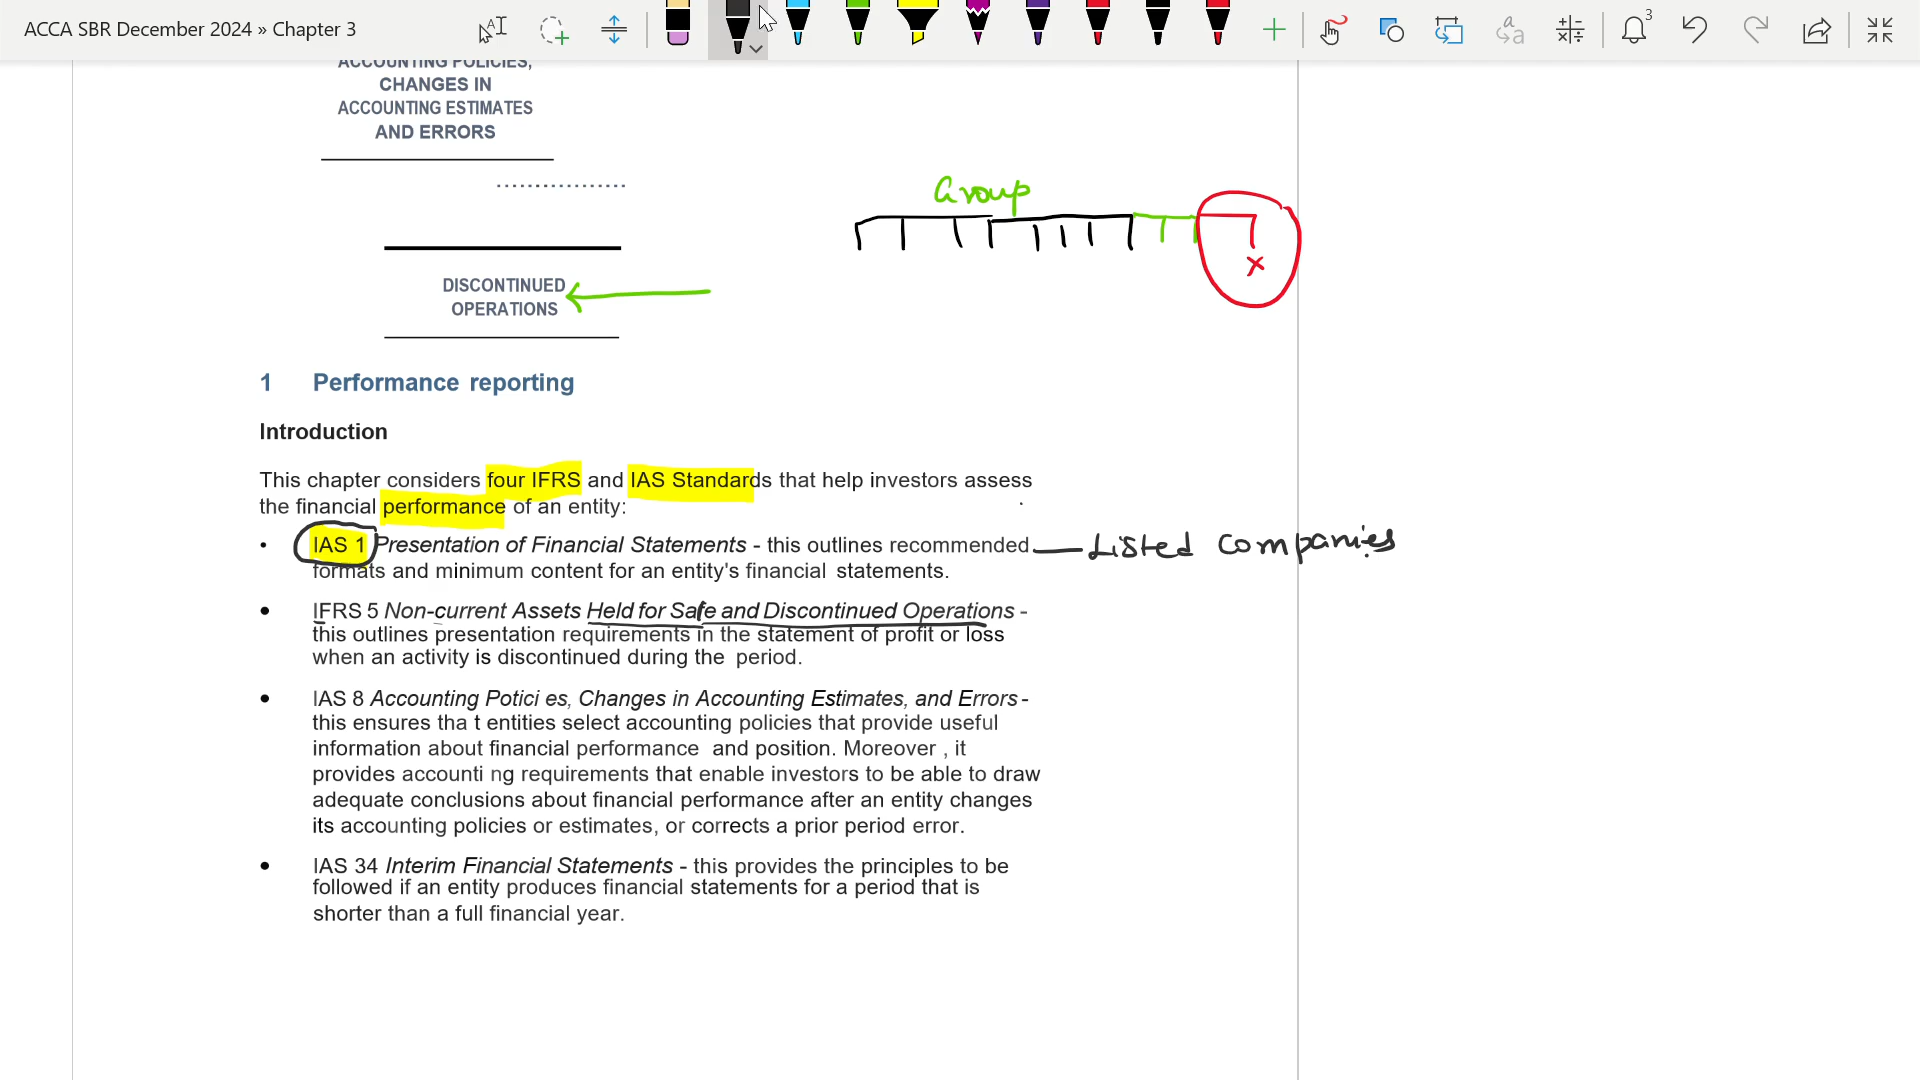 ACCA SBR December 2024 » Chapter 3
3
ACCOUNTING POLICIES,
CHANGES IN
ACCOUNTING ESTIMATES
AND ERRORS
Group
x
DISCONTINUED
OPERATIONS
1 Performance reporting
Introduction
This chapter considers four IFRS and IAS Standards that help investors assess
the financial performance of an entity:
• IAS 1 Presentation of Financial Statements - this outlines recommended Listed companies
formats and minimum content for an entity's financial statements.
• IFRS 5 Non-current Assets Held for Safe and Discontinued Operations -
this outlines presentation requirements in the statement of profit or loss
when an activity is discontinued during the period.
• IAS 8 Accounting Potici es, Changes in Accounting Estimates, and Errors -
this ensures tha t entities select accounting policies that provide useful
information about financial performance and position. Moreover , it
provides accounti ng requirements that enable investors to be able to draw
adequate conclusions about financial performance after an entity changes
its accounting policies or estimates, or corrects a prior period error.
• IAS 34 Interim Financial Statements - this provides the principles to be
followed if an entity produces financial statements for a period that is
shorter than a full financial year.